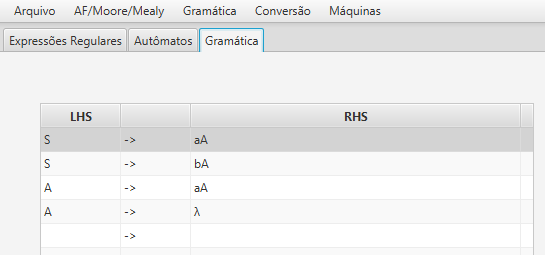 Arquivo AF/Moore/Mealy Gramática Conversão Máquinas
Expressões Regulares Autômatos Gramática
LHS RHS
S -> aA
S -> bA
A -> aA
A -> λ
->